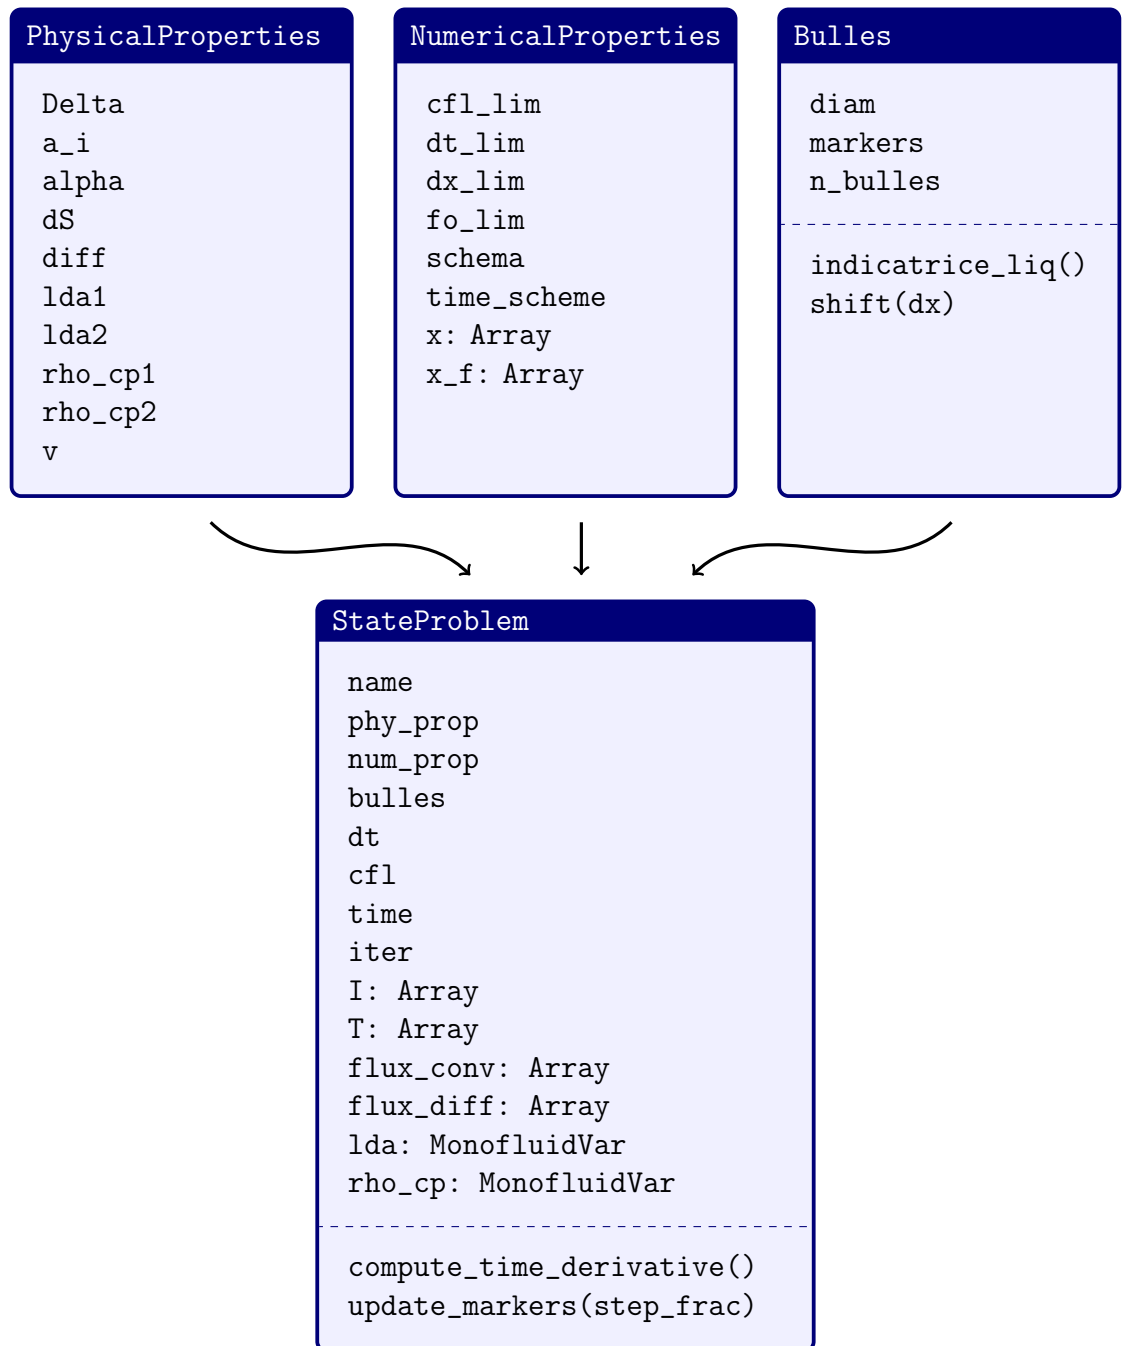 PhysicalProperties
Delta
a_i
alpha
dS
diff
lda1
lda2
rho_cp1
rho_cp2
v
NumericalProperties
cfl_lim
dt_lim
dx_lim
fo_lim
schema
time_scheme
x: Array
x_f: Array
Bulles
diam
markers
n_bulles
indicatrice_liq()
shift(dx)
StateProblem
name
phy_prop
num_prop
bulles
dt
cfl
time
iter
I: Array
T: Array
flux_conv: Array
flux_diff: Array
lda: MonofluidVar
rho_cp: MonofluidVar
compute_time_derivative()
update_markers(step_frac)